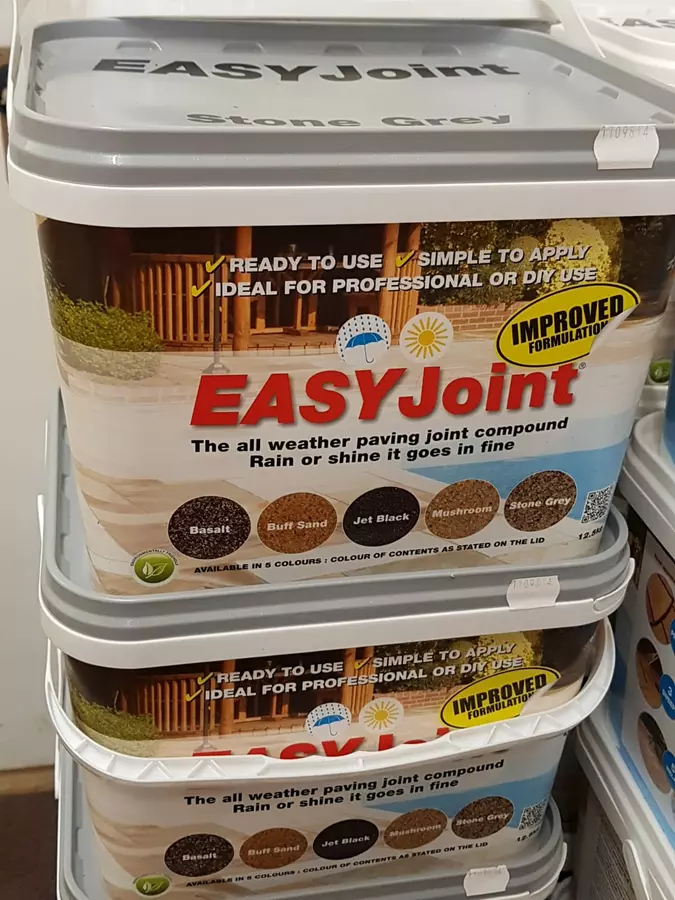 EASYJoint
Stone Grey
1109814
READY TO USE SIMPLE TO APPLY
IDEAL FOR PROFESSIONAL OR DIY USE
IMPROVED
FORMULATION
EASYJoint®
The all weather paving joint compound
Rain or shine it goes in fine
Basalt Buff Sand Jet Black Mushroom Stone Grey
AVAILABLE IN 5 COLOURS : COLOUR OF CONTENTS AS STATED ON THE LID
1109814
READY TO USE SIMPLE TO APPLY
IDEAL FOR PROFESSIONAL OR DIY USE
IMPROVED
FORMULATION
The all weather paving joint compound
Rain or shine it goes in fine
Basalt Buff Sand Jet Black Mushroom Stone Grey
AVAILABLE IN 5 COLOURS : COLOUR OF CONTENTS AS STATED ON THE LID